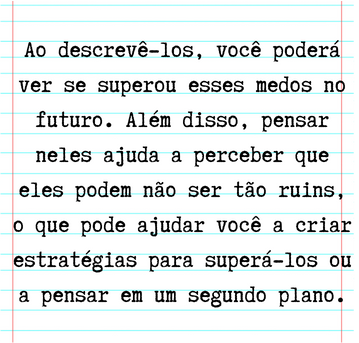 Ao descrevê-los, você poderá
ver se superou esses medos no
futuro. Além disso, pensar
neles ajuda a perceber que
eles podem não ser tão ruins,
o que pode ajudar você a criar
estratégias para superá-los ou
a pensar em um segundo plano.